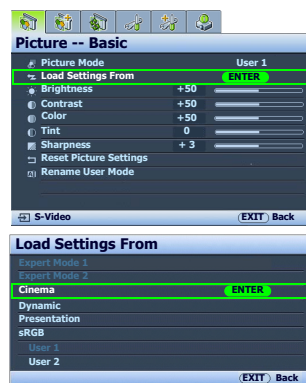 Picture -- Basic
Picture Mode User 1
Load Settings From ENTER
Brightness +50
Contrast +50
Color +50
Tint 0
Sharpness + 3
Reset Picture Settings
Rename User Mode
S-Video EXIT Back
Load Settings From
Expert Mode 1
Expert Mode 2
Cinema ENTER
Dynamic
Presentation
sRGB
User 1
User 2
EXIT Back